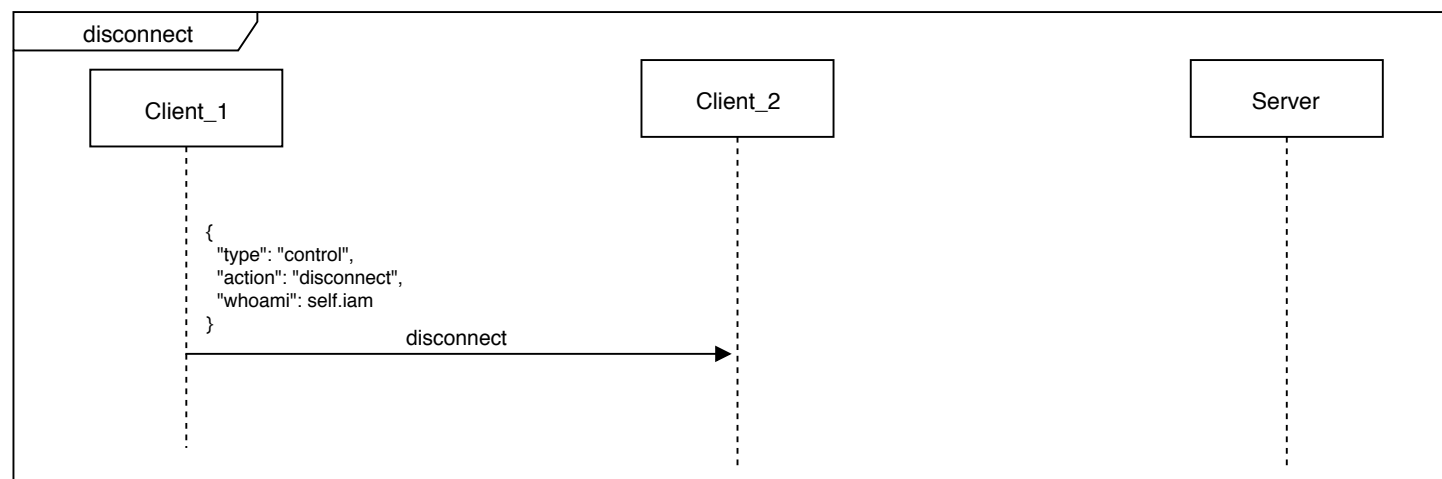 disconnect
Client_1
Client_2
Server
{
  "type": "control",
  "action": "disconnect",
  "whoami": self.iam
}
disconnect